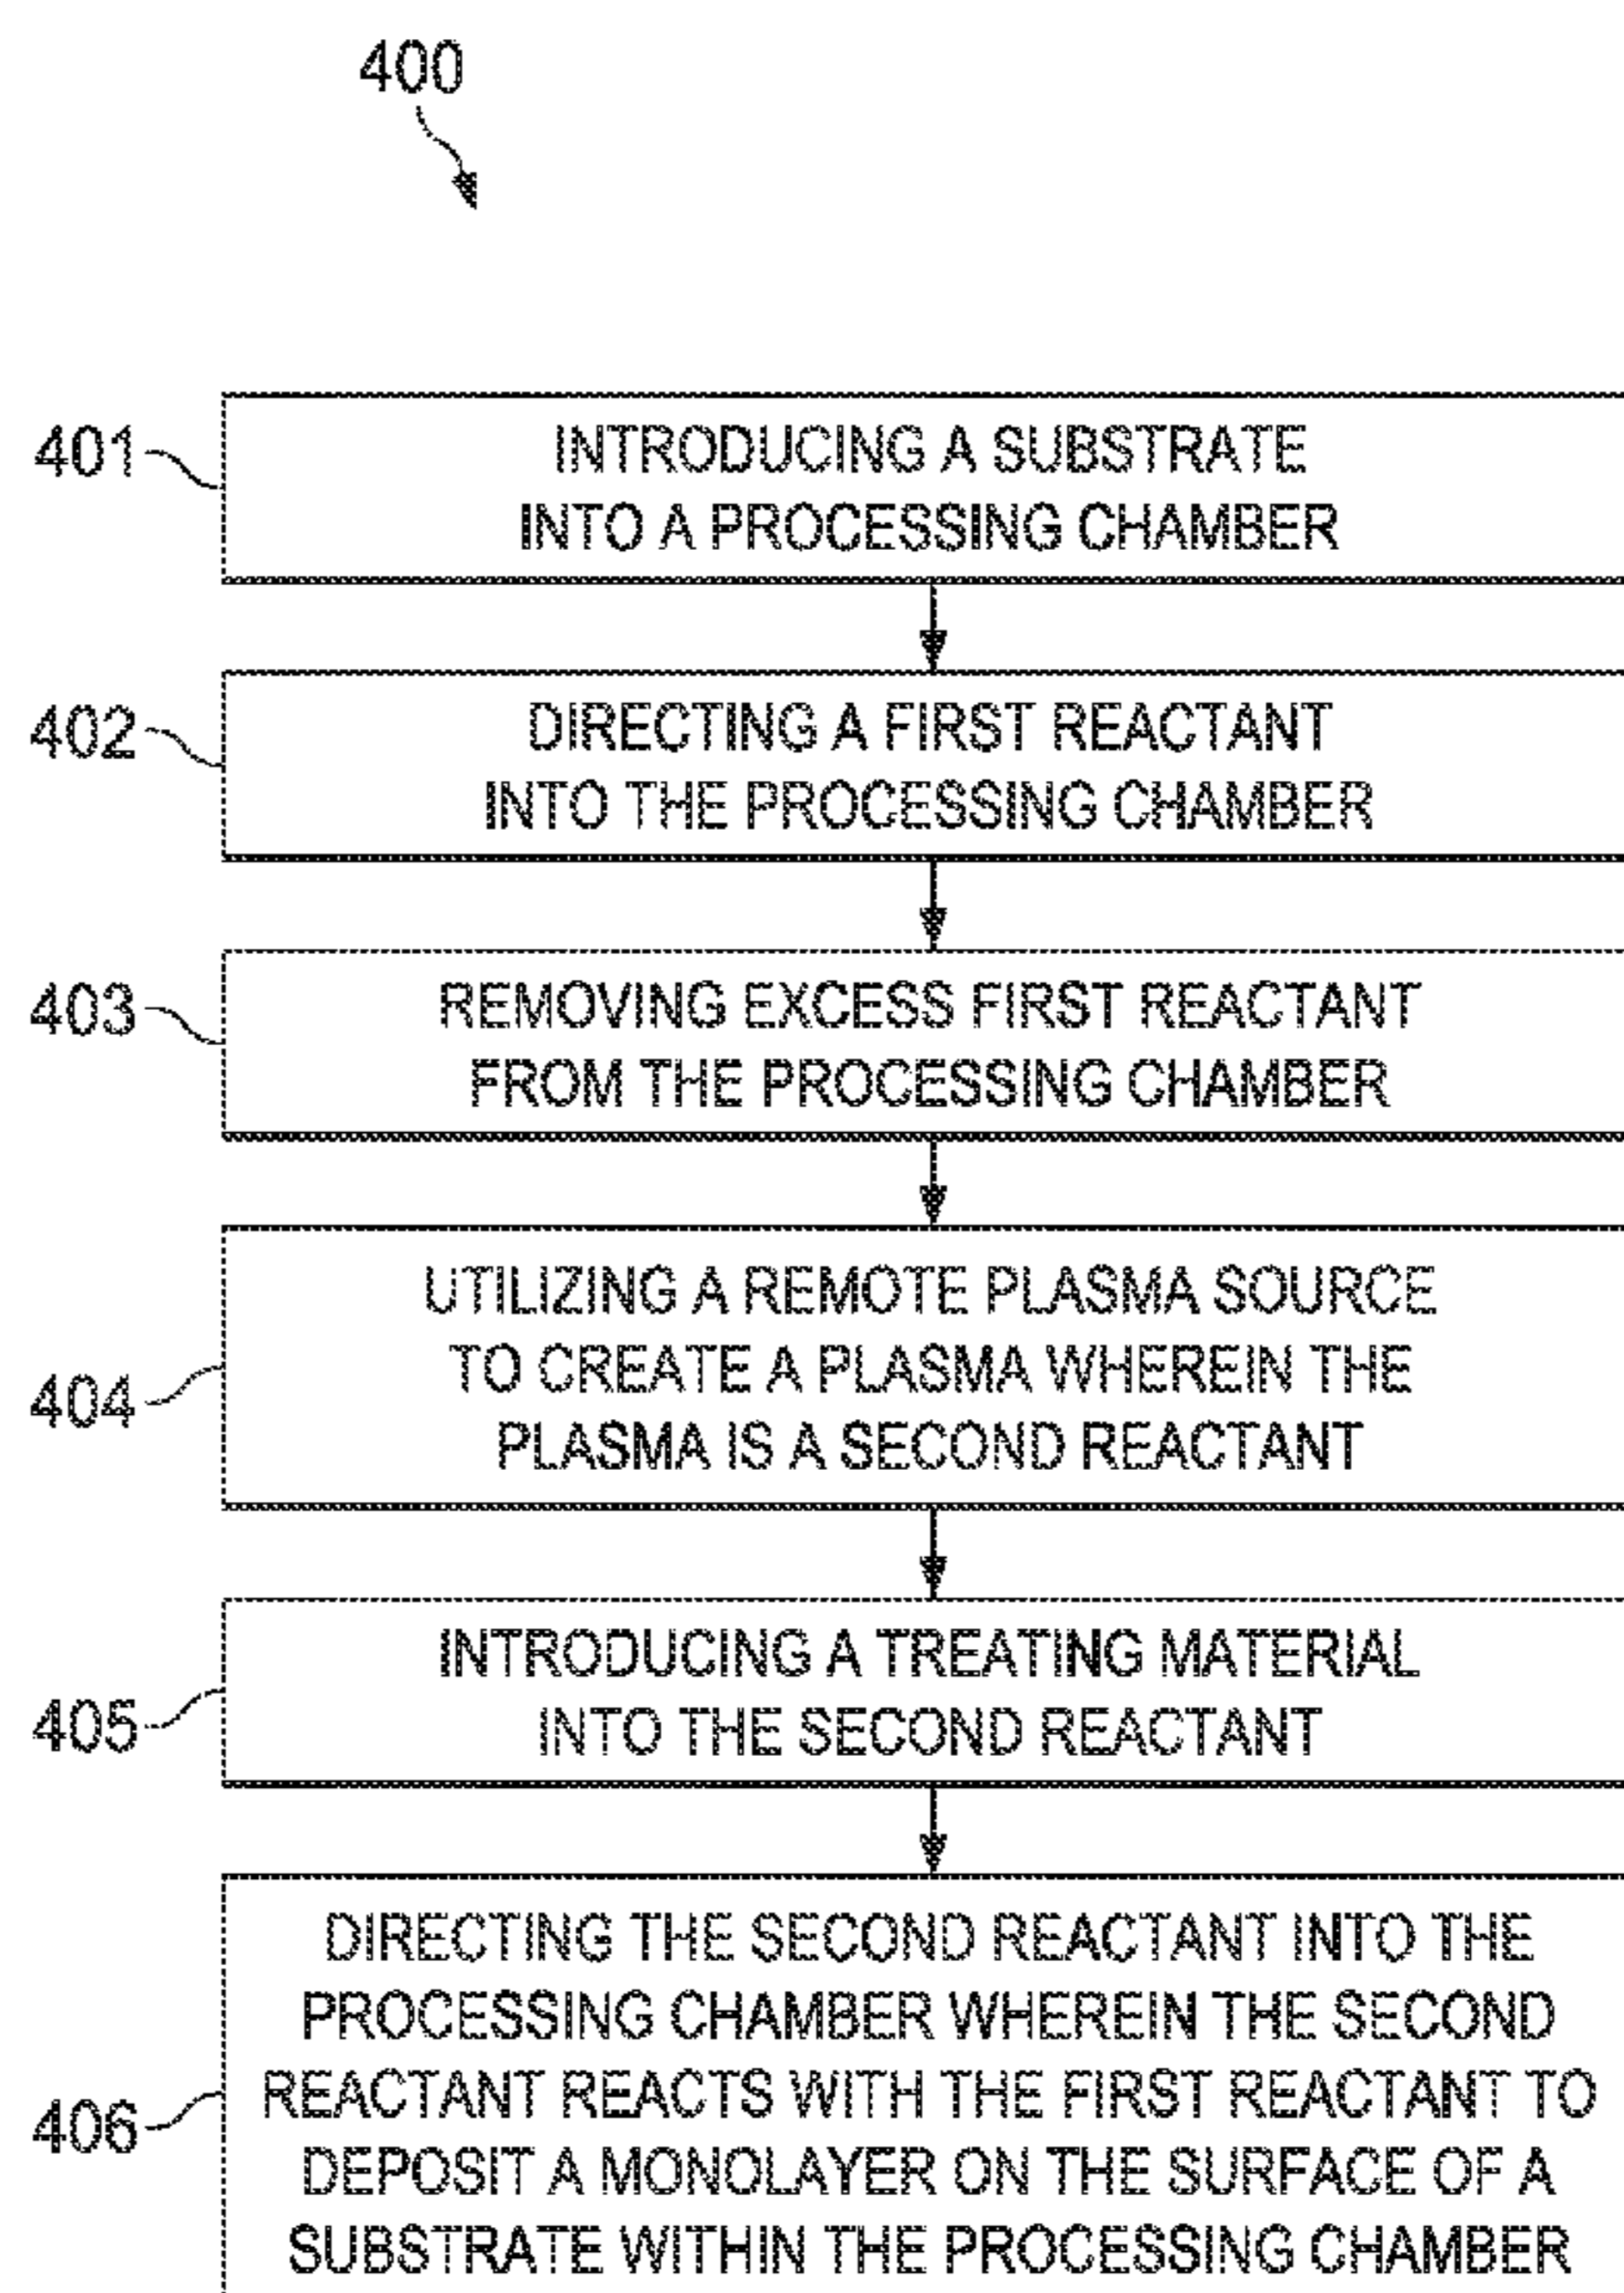 400
401
INTRODUCING A SUBSTRATE
INTO A PROCESSING CHAMBER
402
DIRECTING A FIRST REACTANT
INTO THE PROCESSING CHAMBER
403
REMOVING EXCESS FIRST REACTANT
FROM THE PROCESSING CHAMBER
404
UTILIZING A REMOTE PLASMA SOURCE
TO CREATE A PLASMA WHEREIN THE
PLASMA IS A SECOND REACTANT
405
INTRODUCING A TREATING MATERIAL
INTO THE SECOND REACTANT
406
DIRECTING THE SECOND REACTANT INTO THE
PROCESSING CHAMBER WHEREIN THE SECOND
REACTANT REACTS WITH THE FIRST REACTANT TO
DEPOSIT A MONOLAYER ON THE SURFACE OF A
SUBSTRATE WITHIN THE PROCESSING CHAMBER